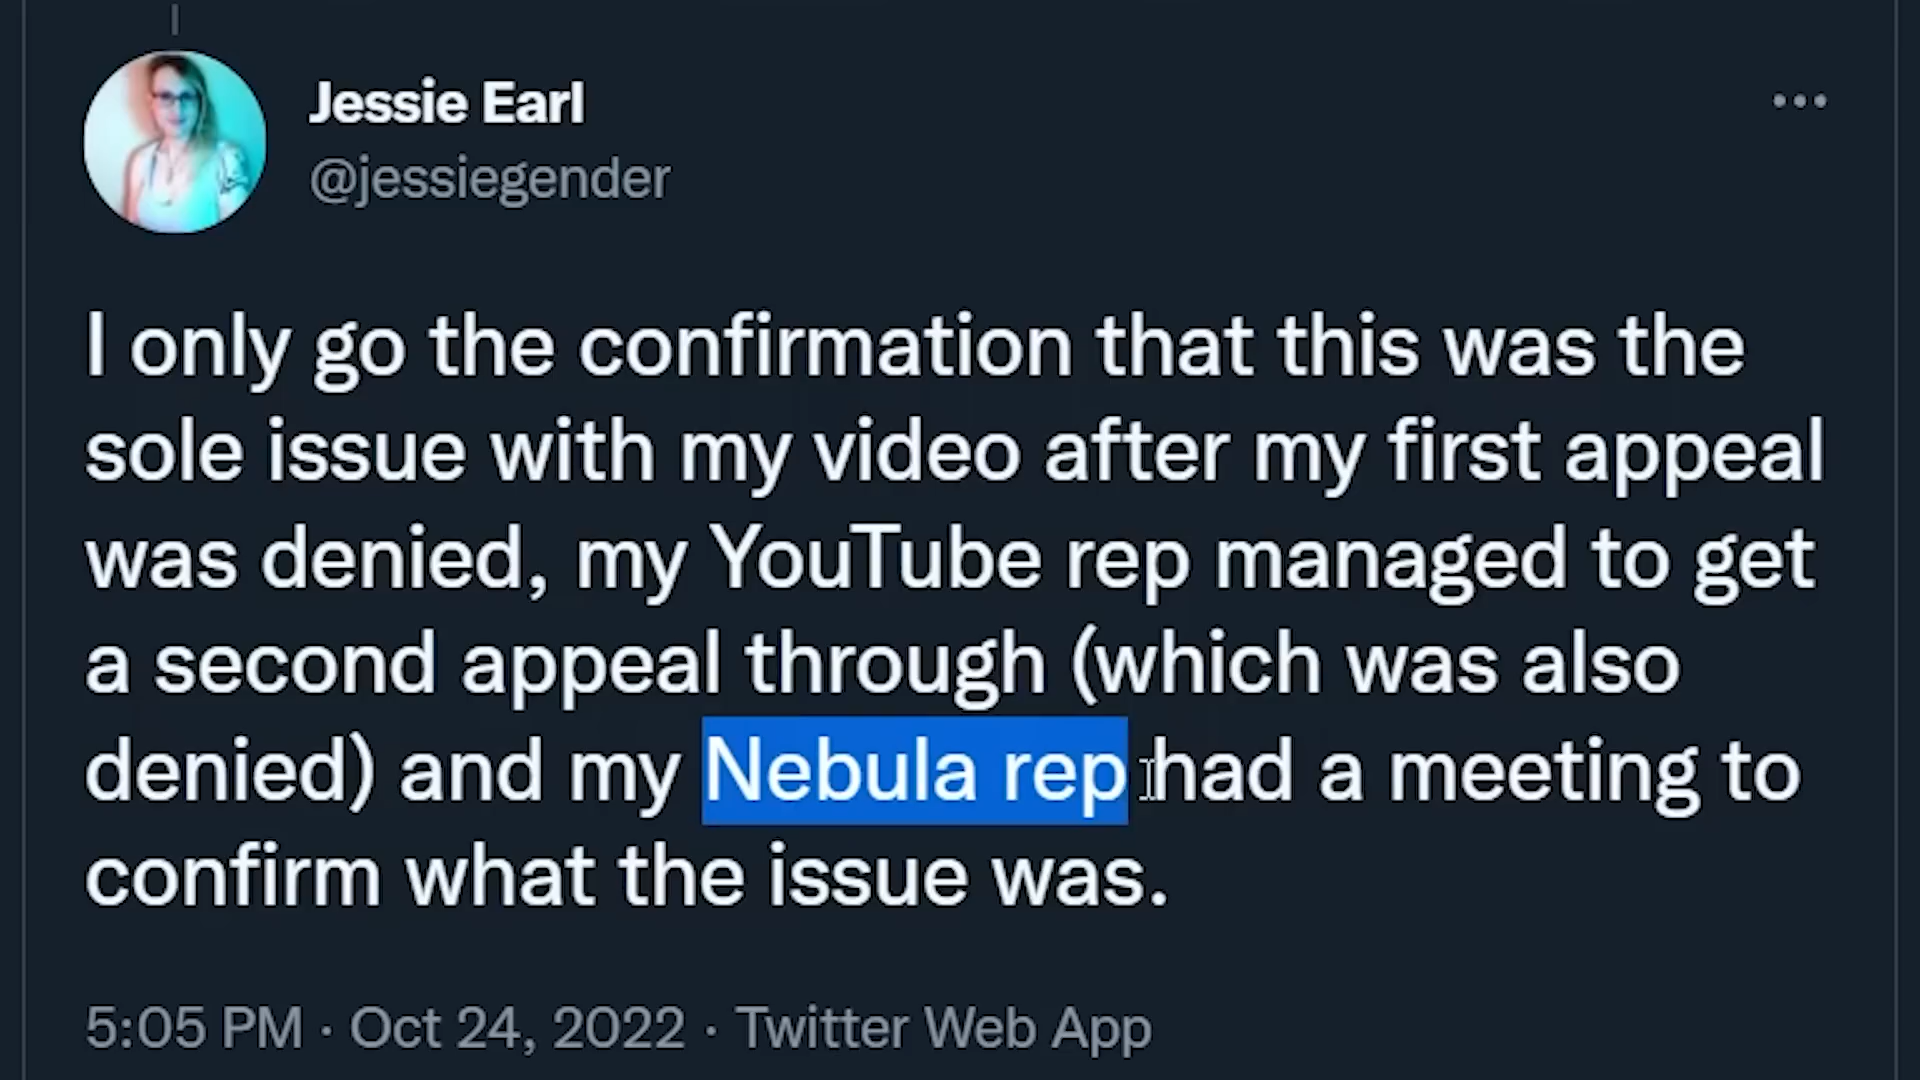 Jessie Earl
@jessiegender
I only go the confirmation that this was the
sole issue with my video after my first appeal
was denied, my YouTube rep managed to get
a second appeal through (which was also
denied) and my Nebula rep had a meeting to
confirm what the issue was.
5:05 PM · Oct 24, 2022 · Twitter Web App